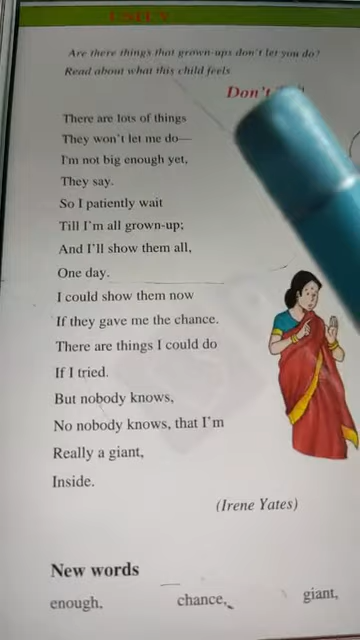 Are there things that grown-ups don't let you do?
Read about what this child feels
Don't
There are lots of things
They won't let me do—
I'm not big enough yet,
They say.
So I patiently wait
Till I'm all grown-up;
And I'll show them all,
One day.
I could show them now
If they gave me the chance.
There are things I could do
If I tried.
But nobody knows,
No nobody knows, that I'm
Really a giant,
Inside.
(Irene Yates)
New words
enough, chance, giant,